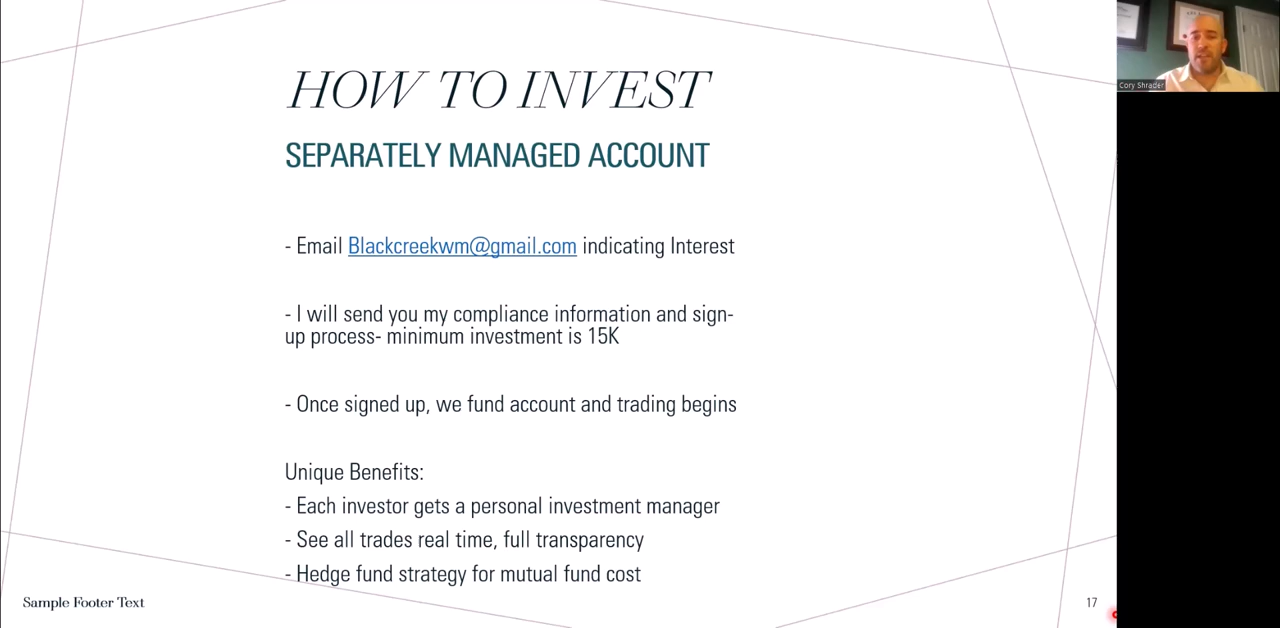 HOW TO INVEST
SEPARATELY MANAGED ACCOUNT
- Email Blackcreekwm@gmail.com indicating Interest
- I will send you my compliance information and sign-
up process- minimum investment is 15K
- Once signed up, we fund account and trading begins
Unique Benefits:
- Each investor gets a personal investment manager
- See all trades real time, full transparency
- Hedge fund strategy for mutual fund cost
Sample Footer Text
17
Cory Shrader